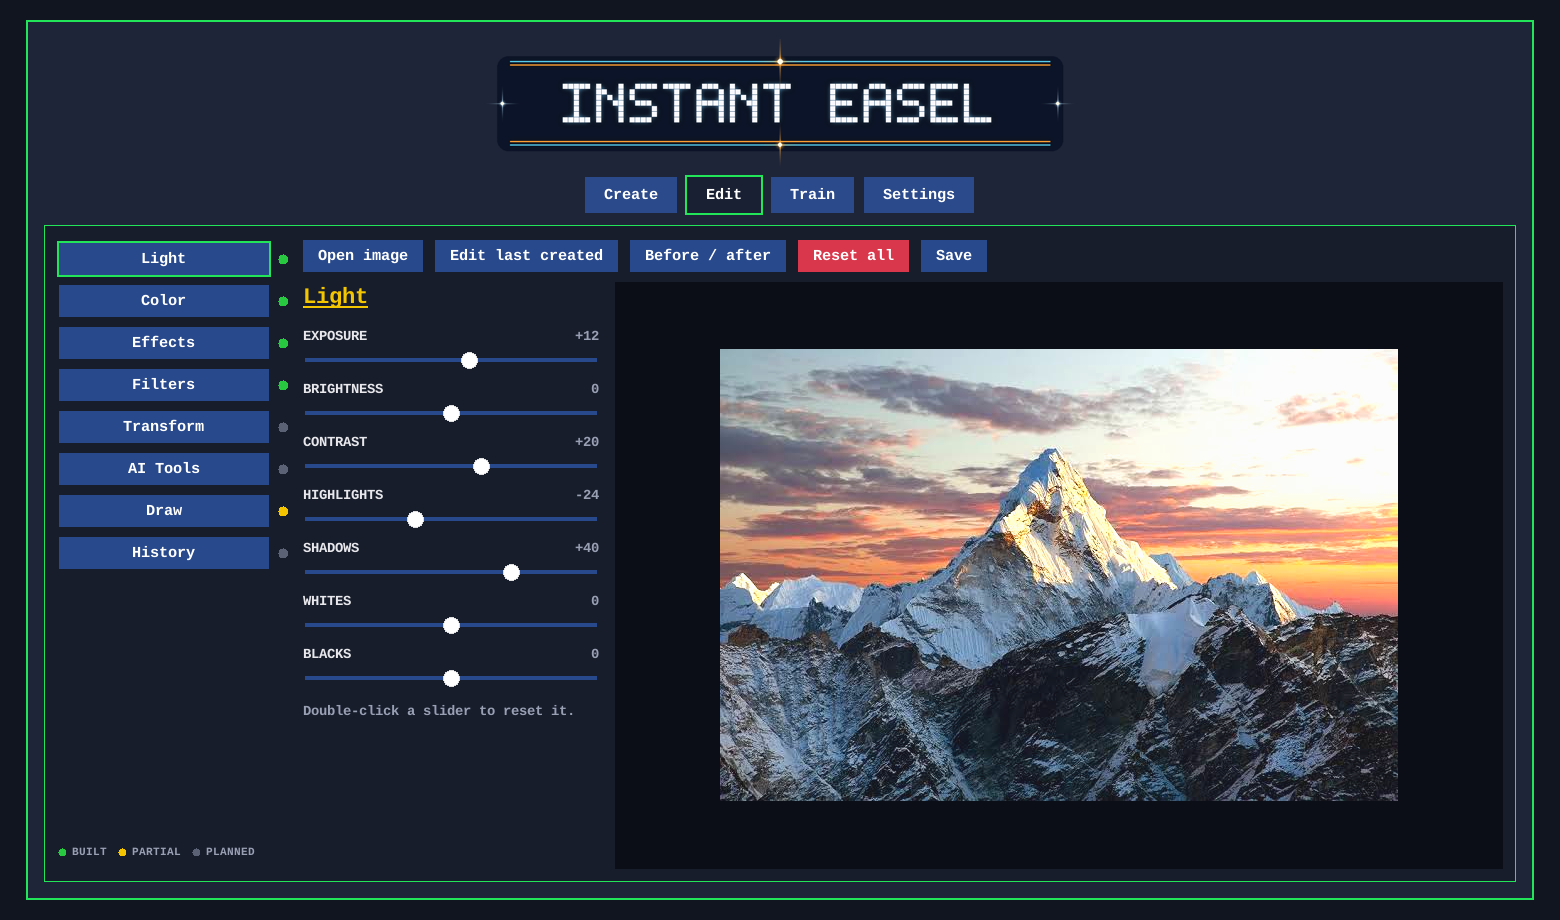 INSTANT EASEL
Create Edit Train Settings
Light
Color
Effects
Filters
Transform
AI Tools
Draw
History
BUILT PARTIAL PLANNED
Open image Edit last created Before / after Reset all Save
Light
EXPOSURE +12
BRIGHTNESS 0
CONTRAST +20
HIGHLIGHTS -24
SHADOWS +40
WHITES 0
BLACKS 0
Double-click a slider to reset it.